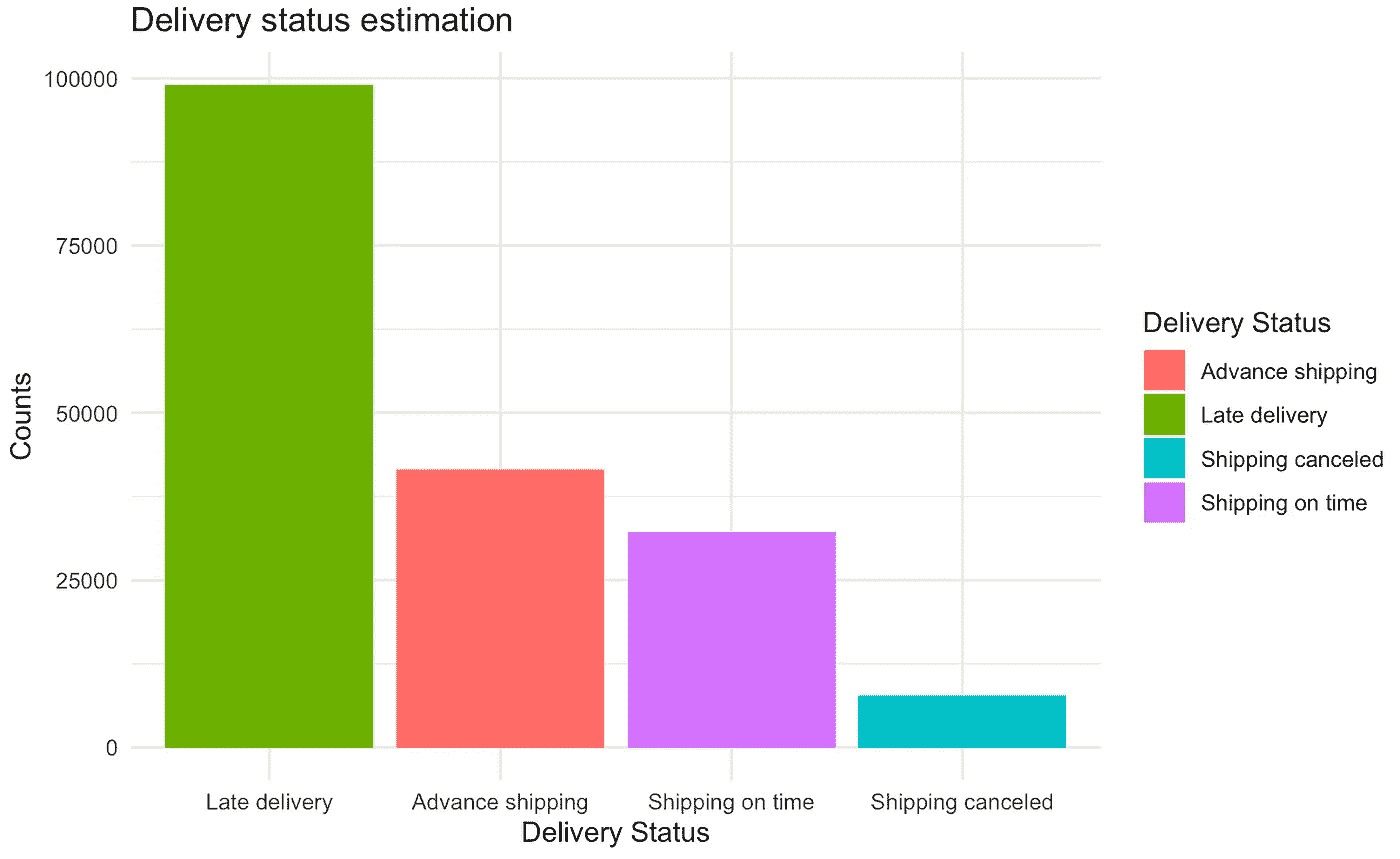 Delivery status estimation
100000
75000
50000
25000
0
Counts
Late delivery
Advance shipping
Shipping on time
Shipping canceled
Delivery Status
Delivery Status
Advance shipping
Late delivery
Shipping canceled
Shipping on time